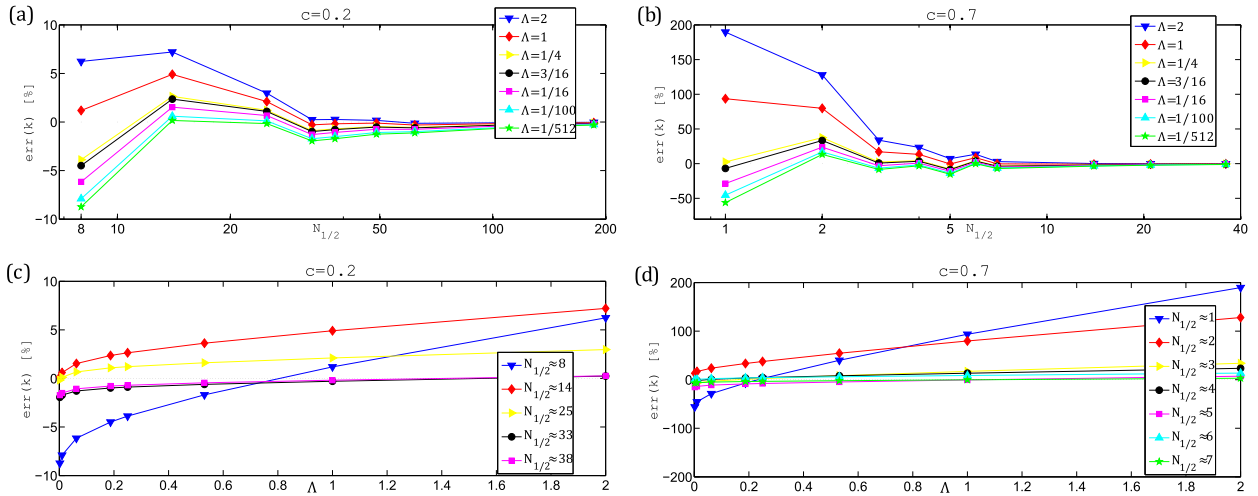 (a)
c=0.2
err(k) [%]
10
5
0
−5
−10
8
10
20
50
100
200
N1/2
Λ=2
Λ=1
Λ=1/4
Λ=3/16
Λ=1/16
Λ=1/100
Λ=1/512
(b)
c=0.7
err(k) [%]
200
150
100
50
0
−50
1
2
5
10
20
40
N1/2
Λ=2
Λ=1
Λ=1/4
Λ=3/16
Λ=1/16
Λ=1/100
Λ=1/512
(c)
c=0.2
err(k) [%]
10
5
0
−5
−10
0
0.2
0.4
0.6
0.8
Λ
1
1.2
1.4
1.6
1.8
2
N1/2≈8
N1/2≈14
N1/2≈25
N1/2≈33
N1/2≈38
(d)
c=0.7
err(k) [%]
200
100
0
−100
−200
0
0.2
0.4
0.6
0.8
Λ
1
1.2
1.4
1.6
1.8
2
N1/2≈1
N1/2≈2
N1/2≈3
N1/2≈4
N1/2≈5
N1/2≈6
N1/2≈7